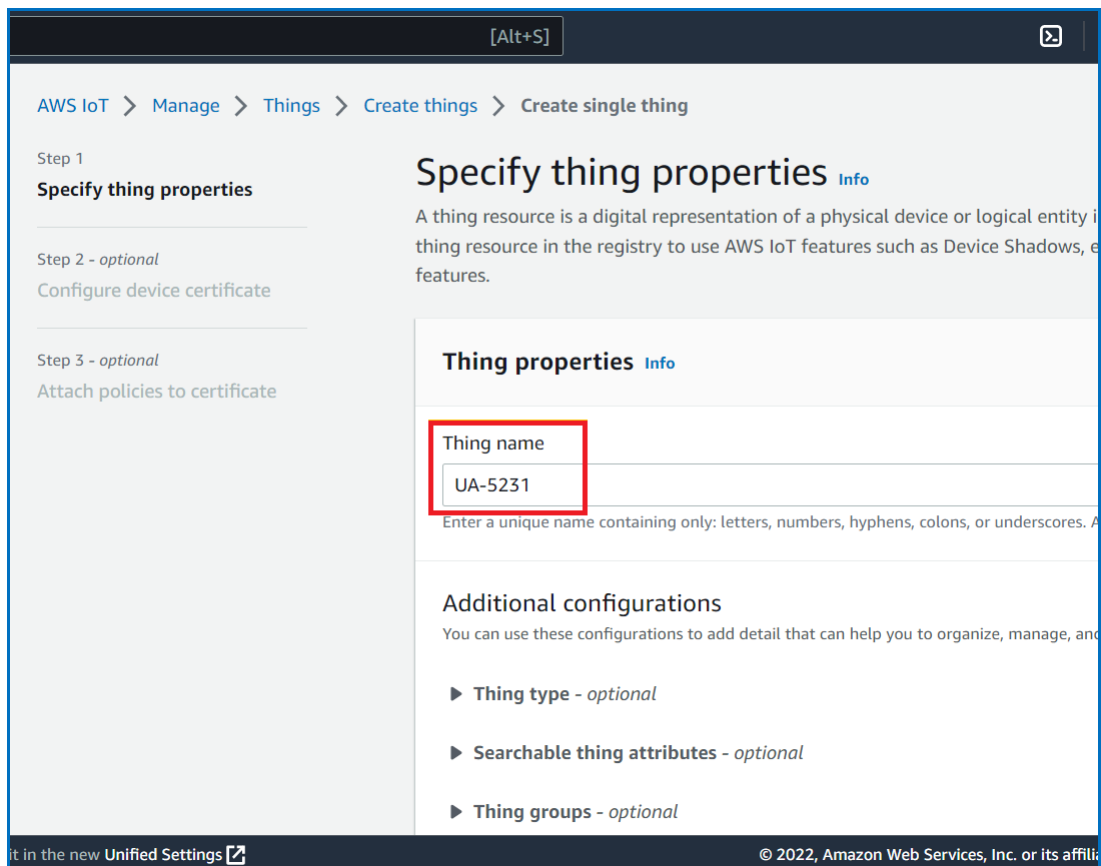 [Alt+S]
AWS IoT > Manage > Things > Create things > Create single thing
Step 1
Specify thing properties
Step 2 - optional
Configure device certificate
Step 3 - optional
Attach policies to certificate
Specify thing properties Info
A thing resource is a digital representation of a physical device or logical entity i
thing resource in the registry to use AWS IoT features such as Device Shadows, e
features.
Thing properties Info
Thing name
UA-5231
Enter a unique name containing only: letters, numbers, hyphens, colons, or underscores. A
Additional configurations
You can use these configurations to add detail that can help you to organize, manage, and
Thing type - optional
Searchable thing attributes - optional
Thing groups - optional
it in the new Unified Settings
© 2022, Amazon Web Services, Inc. or its affili